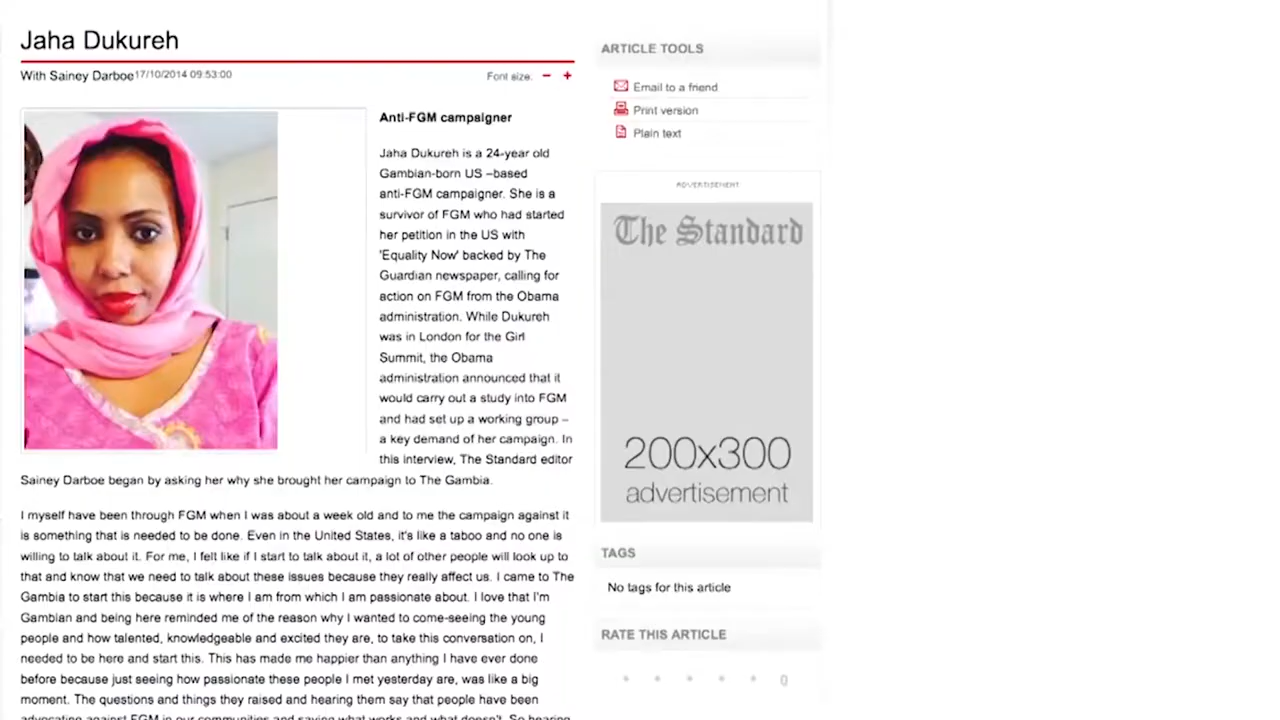 Jaha Dukureh
With Sainey Darboe17/10/2014 09:53:00
Font size:
Anti-FGM campaigner
Jaha Dukureh is a 24-year old
Gambian-born US –based
anti-FGM campaigner. She is a
survivor of FGM who had started
her petition in the US with
'Equality Now' backed by The
Guardian newspaper, calling for
action on FGM from the Obama
administration. While Dukureh
was in London for the Girl
Summit, the Obama
administration announced that it
would carry out a study into FGM
and had set up a working group –
a key demand of her campaign. In
this interview, The Standard editor
Sainey Darboe began by asking her why she brought her campaign to The Gambia.
I myself have been through FGM when I was about a week old and to me the campaign against it
is something that is needed to be done. Even in the United States, it's like a taboo and no one is
willing to talk about it. For me, I felt like if I start to talk about it, a lot of other people will look up to
that and know that we need to talk about these issues because they really affect us. I came to The
Gambia to start this because it is where I am from which I am passionate about. I love that I'm
Gambian and being here reminded me of the reason why I wanted to come-seeing the young
people and how talented, knowledgeable and excited they are, to take this conversation on, I
needed to be here and start this. This has made me happier than anything I have ever done
before because just seeing how passionate these people I met yesterday are, was like a big
moment. The questions and things they raised and hearing them say that people have been
advocating against FGM in our communities and saying what works and what doesn't. So hearing
ARTICLE TOOLS
Email to a friend
Print version
Plain text
ADVERTISEMENT
The Standard
200x300
advertisement
TAGS
No tags for this article
RATE THIS ARTICLE
0